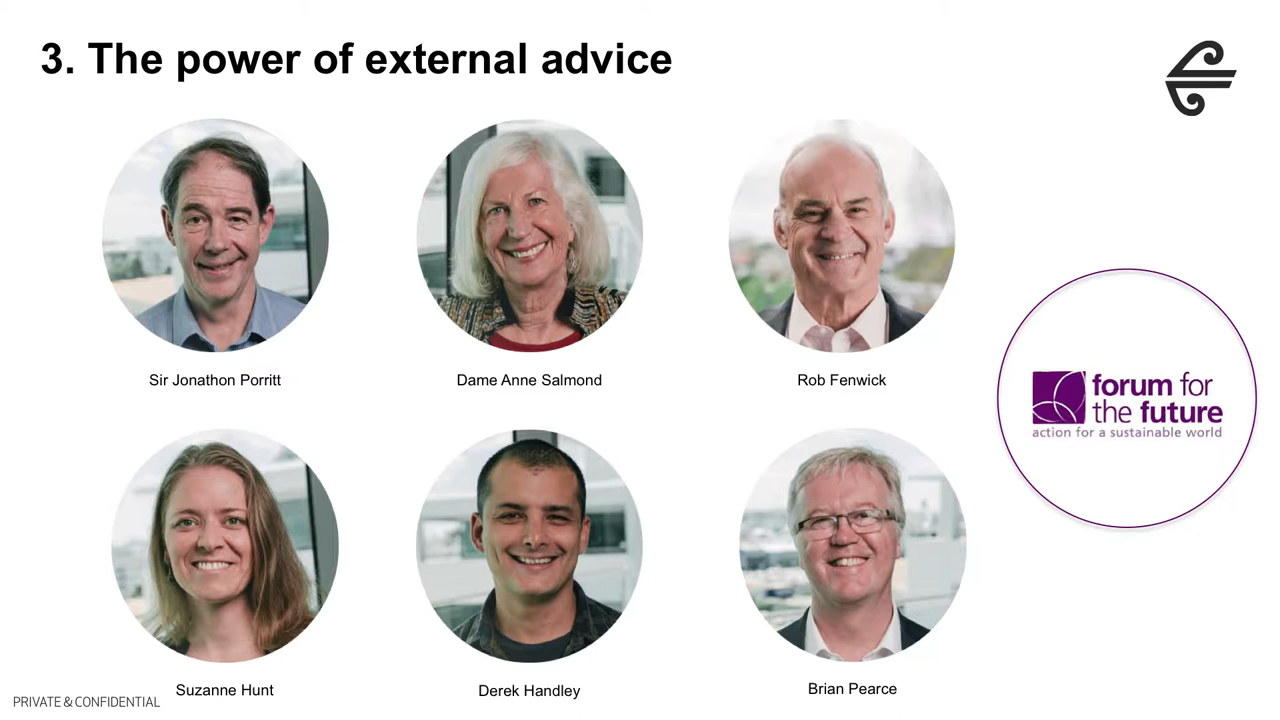 3. The power of external advice
Sir Jonathon Porritt
Dame Anne Salmond
Rob Fenwick
forum for
the future
action for a sustainable world
Suzanne Hunt
Derek Handley
Brian Pearce
PRIVATE & CONFIDENTIAL